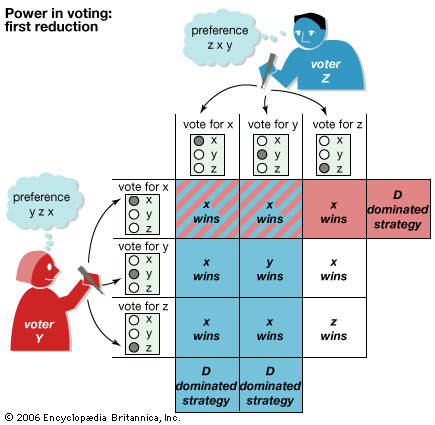 Power in voting:
first reduction
preference
z x y
voter
Z
vote for x
vote for y
vote for z
x
y
z
x
y
z
x
y
z
preference
y z x
voter
Y
vote for x
x
y
z
x
wins
x
wins
x
wins
D
dominated
strategy
vote for y
x
y
z
x
wins
y
wins
x
wins
vote for z
x
y
z
x
wins
x
wins
z
wins
D
dominated
strategy
D
dominated
strategy
© 2006 Encyclopædia Britannica, Inc.